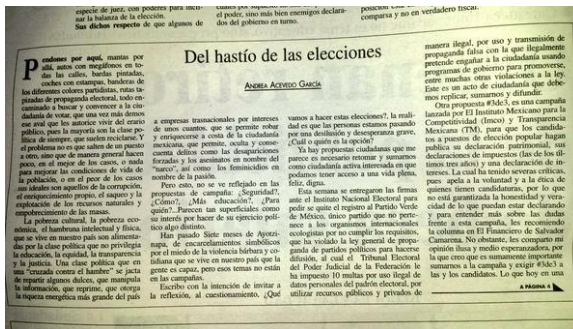 especie de juez, con poderes para incli-
nar la balanza de la elección.
Sus dichos respecto de que algunos de
el poder, sino más bien enemigos declara-
dos del gobierno en turno.
comparsa y no en verdadero fiscal.
Del hastío de las elecciones
ANDREA ACEVEDO GARCÍA
Pendones por aquí, mantas por
allá, autos con megáfonos en to-
das las calles, bardas pintadas,
coches con estampas, banderas de
los diferentes colores partidistas, rutas ta-
pizadas de propaganda electoral, todo en-
caminado a buscar y convencer a la ciu-
dadanía de votar, que una vez más demos
ese aval que les autorice vivir del erario
público, pues la mayoría son la clase po-
lítica de siempre, que suelen reciclarse. Y
el problema no es que salten de un puesto
a otro, sino que de manera general hacen
poco, en el mejor de los casos, o nada
para mejorar las condiciones de vida de
la población, o en el peor de los casos
sus ideales son aquellos de la corrupción,
el enriquecimiento propio, el saqueo y la
explotación de los recursos naturales y
empobrecimiento de las masas.
La pobreza cultural, la pobreza eco-
nómica, el hambruna intelectual y física,
que se vive en nuestro país son alimenta-
das por la clase política que no privilegia
la educación, la equidad, la transparencia
y la justicia. Una clase política que en
una "cruzada contra el hambre" se jacta
de repartir algunos dulces, que manipula
la información, que reprime, que otorga
la riqueza energética más grande del país
a empresas trasnacionales por intereses
de unos cuantos, que se permite robar
y enriquecerse a costa de la ciudadanía
mexicana, que permite, oculta y conse-
cuenta delitos como las desapariciones
forzadas y los asesinatos en nombre del
"narco", así como los feminicidios en
nombre de la pasión.
Pero esto, no se ve reflejado en las
propuestas de campaña: ¿Seguridad?,
¿Cómo?, ¿Más educación?, ¿Para
quién?. Parecen tan superficiales como
su interés por hacer de su ejercicio polí-
tico algo distinto.
Han pasado Siete meses de Ayotzi-
napa, de encarcelamientos simbólicos
por el miedo de la violencia bárbara y co-
tidiana que se vive en nuestro país que la
gente es capaz, pero esos temas no están
en las campañas.
Escribo con la intención de invitar a
la reflexión, al cuestionamiento, ¿Qué
vamos a hacer estas elecciones?, la reali-
dad es que las personas estamos pasando
por una desilusión y desesperanza grave,
¿Cuál o quién es la opción?
Ya hay propuestas ciudadanas que me
parece es necesario retomar y sumarnos
como ciudadanía activa interesada en que
podamos tener acceso a una vida plena,
feliz, digna.
Esta semana se entregaron las firmas
ante el Instituto Nacional Electoral para
pedir se quite el registro al Partido Verde
de México, único partido que no perte-
nece a los organismos internacionales
ecologistas por no cumplir los requisitos,
que ha violado la ley general de propa-
ganda de partidos políticos para hacerse
difusión, al cual el Tribunal Electoral
del Poder Judicial de la Federación le
ha impuesto 10 multas por uso ilegal de
datos personales del padrón electoral, por
utilizar recursos públicos y privados de
manera ilegal, por uso y transmisión de
propaganda falsa con la que ilegalmente
pretende engañar a la ciudadanía usando
programas de gobierno para promoverse,
entre muchas otras violaciones a la ley.
Este es un acto de ciudadanía que debe-
mos replicar, sumarnos y difundir.
Otra propuesta #3de3, es una campaña
lanzada por El Instituto Mexicano para la
Competitividad (Imco) y Transparencia
Mexicana (TM), para que los candida-
tos a puestos de elección popular hagan
publica su declaración patrimonial, sus
declaraciones de impuestos (las de los úl-
timos tres años) y una declaración de in-
tereses. La cual ha tenido severas críticas,
pues apela a la voluntad y a la ética de
quienes tienen candidaturas, por lo que
no está garantizada la honestidad y vera-
cidad de lo que puedan estar declarando
y para entender más sobre las dudas
frente a esta campaña, les recomiendo
la columna en El Financiero de Salvador
Camarena. No obstante, les comparto mi
opinión ilusa y medio esperanzadora, por
la que creo que es sumamente importante
sumarnos a la campaña y exigir #3de3 a
las y los candidatos. Lo que hoy en una
A PÁGINA 4